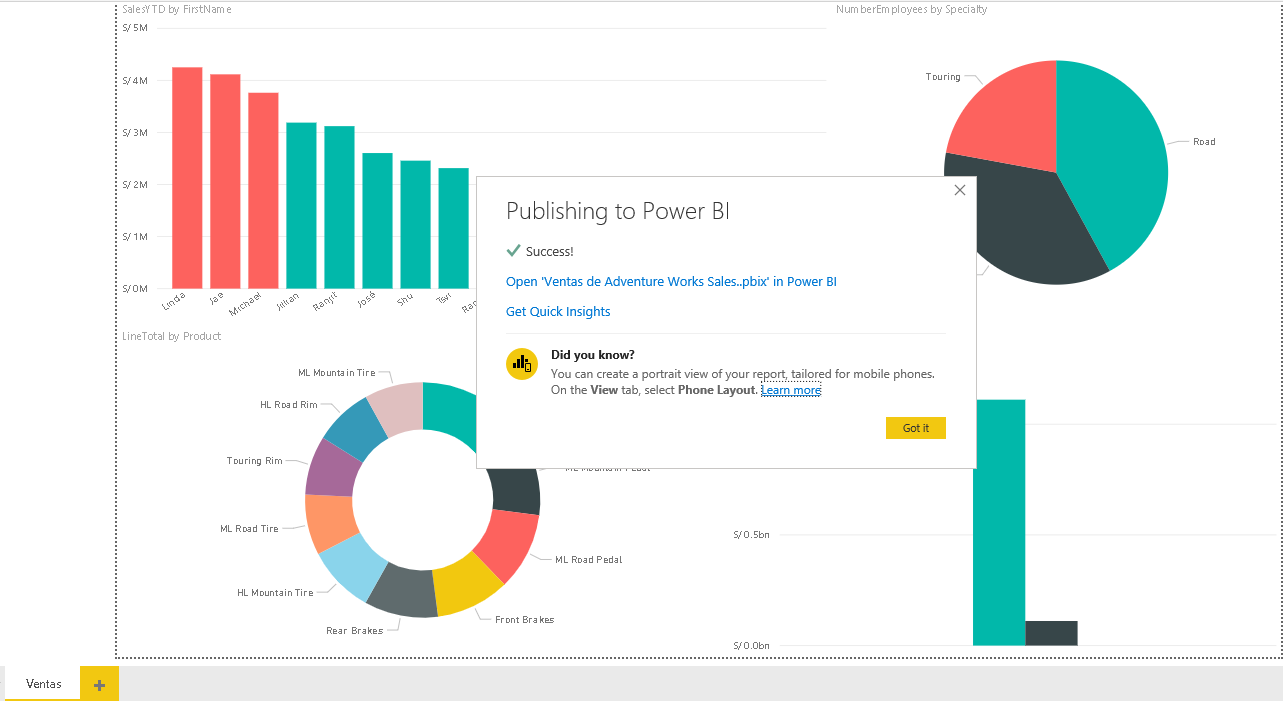 SalesYTD by FirstName
S/ 5M
S/ 4M
S/ 3M
S/ 2M
S/ 1M
S/ 0M
Linda
Jae
Michael
Jillian
Ranjit
José
Shu
Tsvi
NumberEmployees by Specialty
Touring
Road
Publishing to Power BI
Success!
Open 'Ventas de Adventure Works Sales..pbix' in Power BI
Get Quick Insights
Did you know?
You can create a portrait view of your report, tailored for mobile phones.
On the View tab, select Phone Layout. Learn more
Got it
LineTotal by Product
ML Mountain Tire
HL Road Rim
Touring Rim
ML Road Tire
HL Mountain Tire
Rear Brakes
Front Brakes
ML Road Pedal
ML Mountain Pedal
S/ 0.5bn
S/ 0.0bn
Ventas